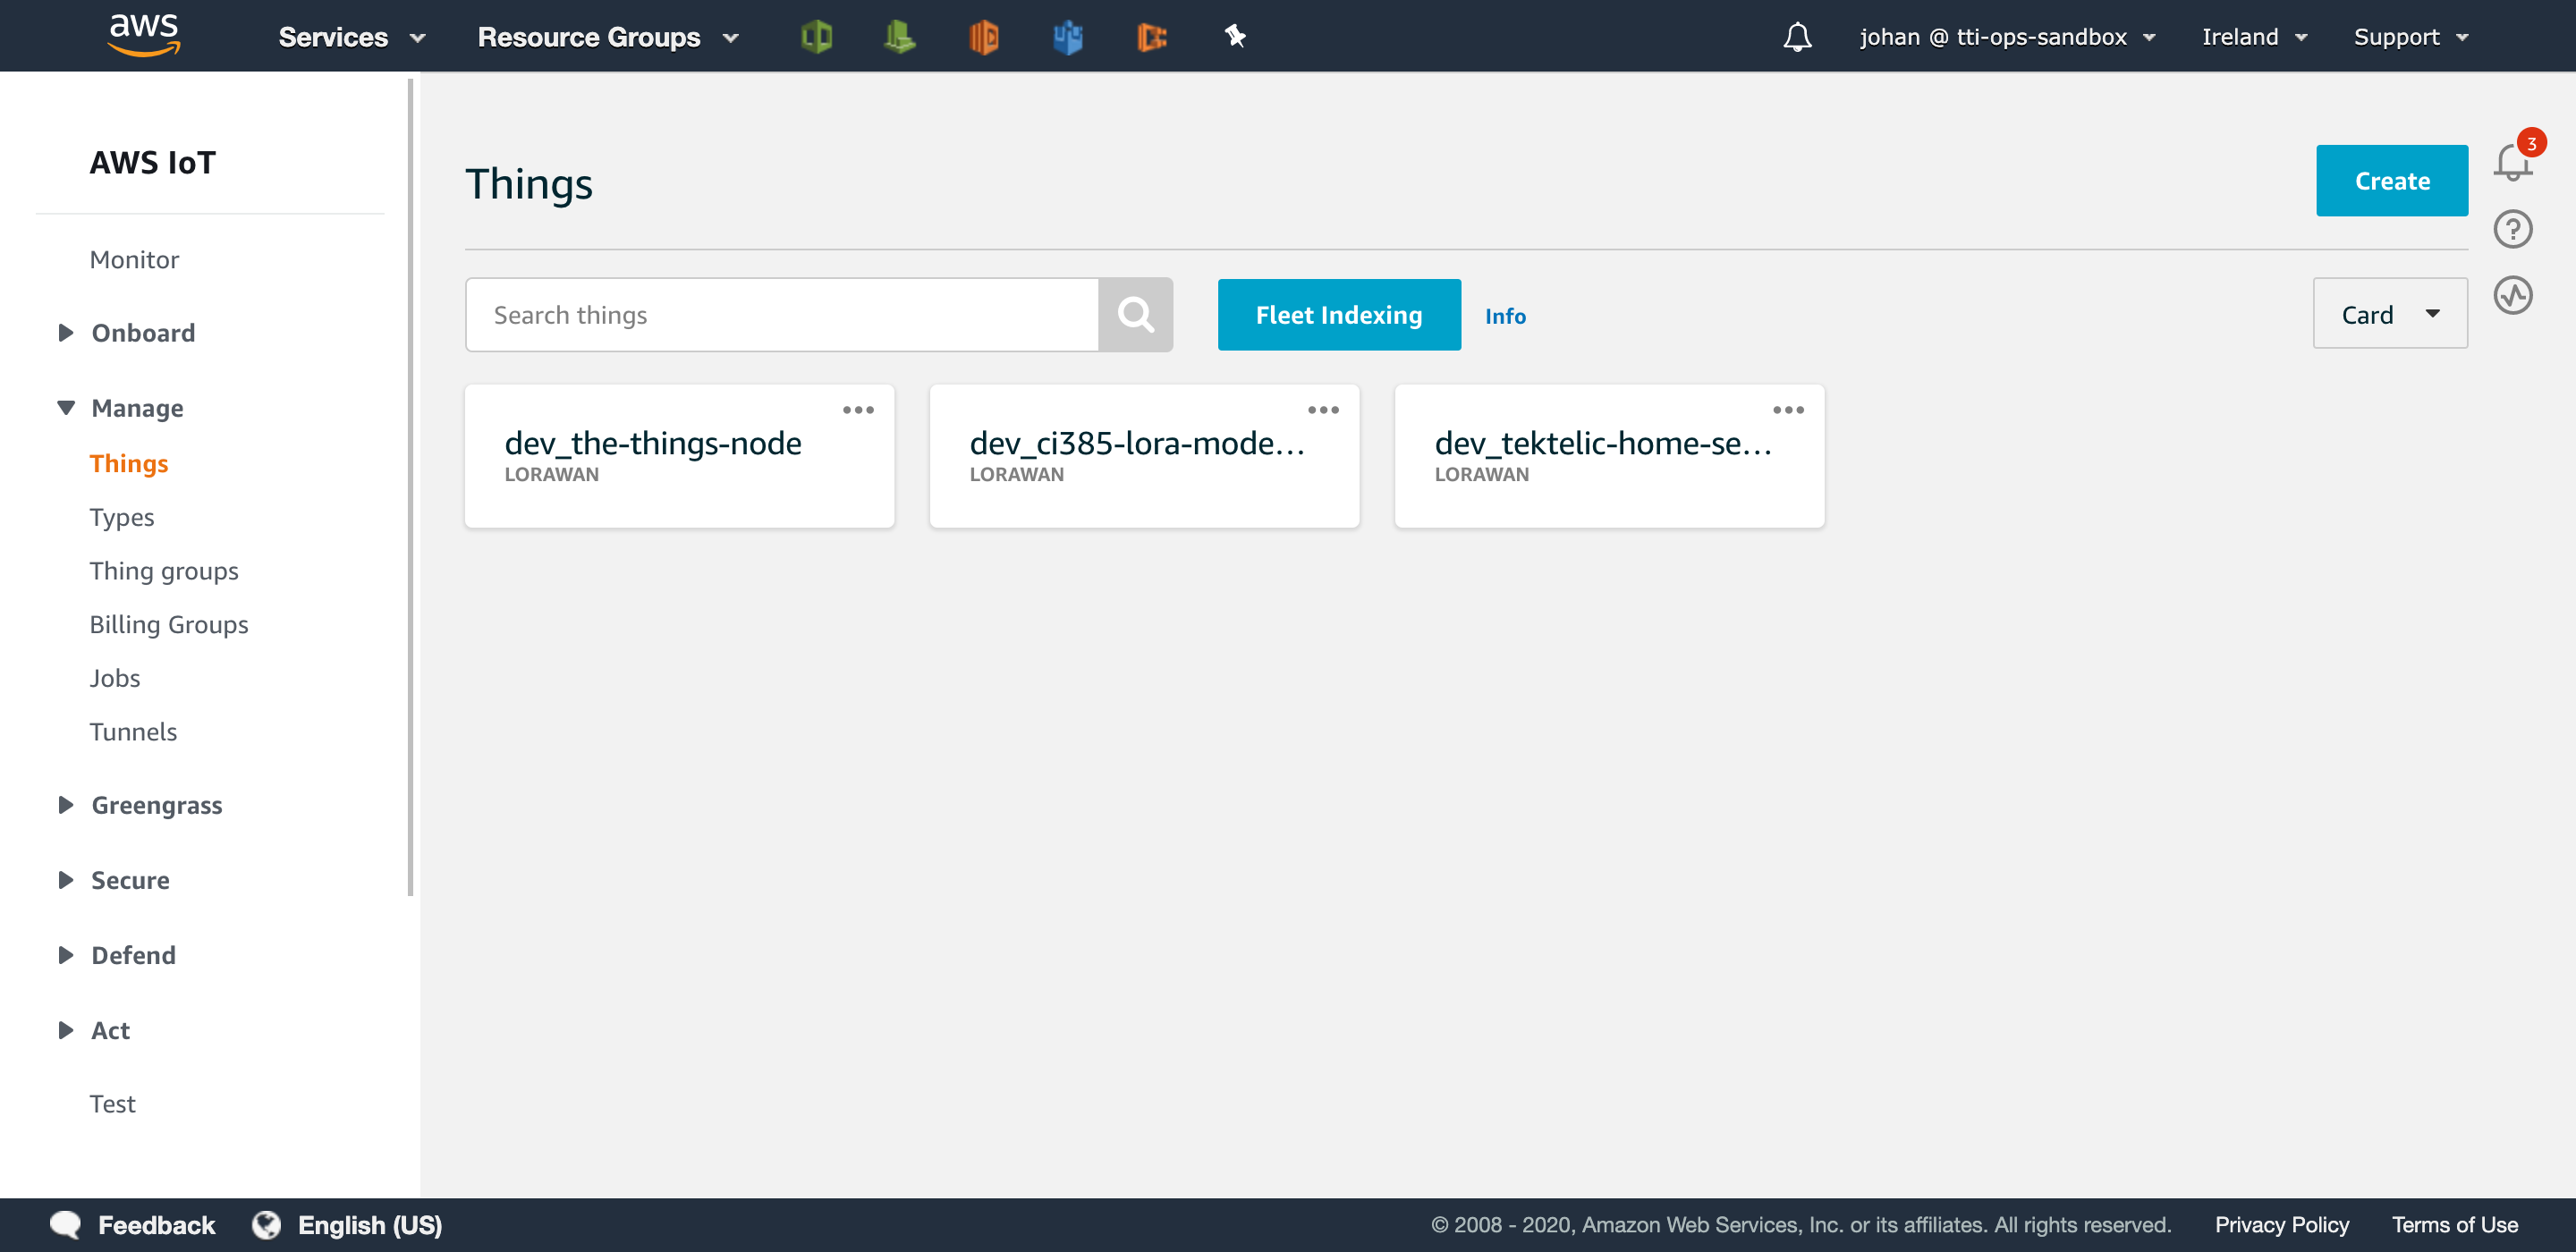 aws
Services
Resource Groups
johan @ tti-ops-sandbox
Ireland
Support
AWS IoT
Monitor
Onboard
Manage
Things
Types
Thing groups
Billing Groups
Jobs
Tunnels
Greengrass
Secure
Defend
Act
Test
Things
Create
3
?
Search things
Fleet Indexing
Info
Card
dev_the-things-node
LORAWAN
dev_ci385-lora-mode...
LORAWAN
dev_tektelic-home-se...
LORAWAN
Feedback
English (US)
© 2008 - 2020, Amazon Web Services, Inc. or its affiliates. All rights reserved.
Privacy Policy
Terms of Use